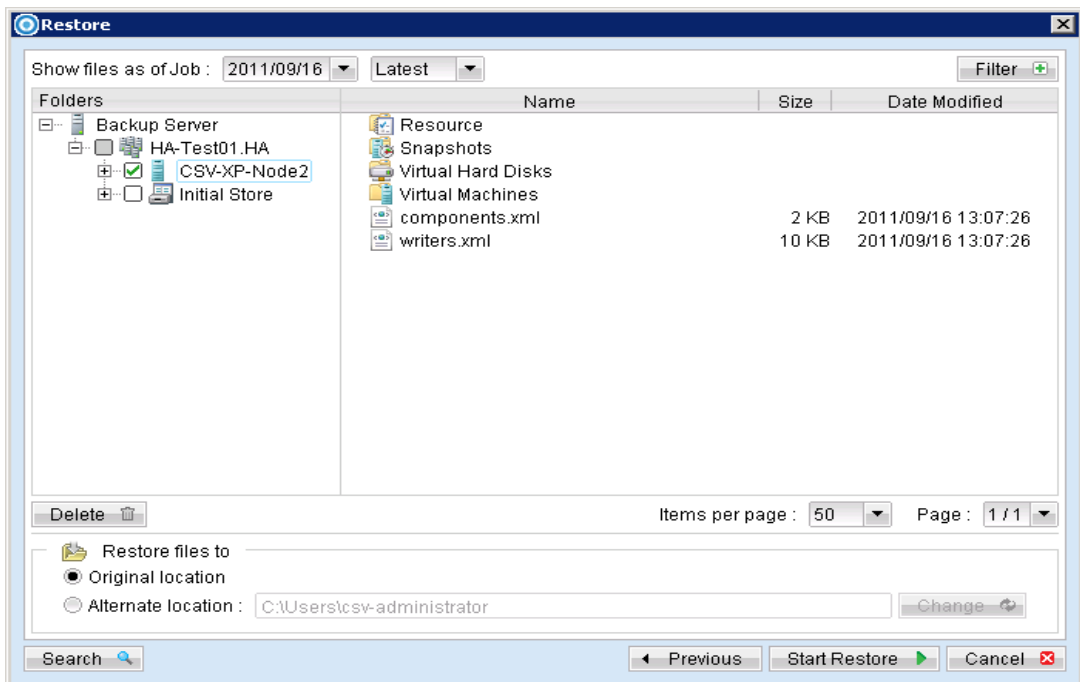 Restore
Show files as of Job : 2011/09/16 Latest Filter
Folders Name Size Date Modified
Backup Server
HA-Test01.HA
CSV-XP-Node2
Initial Store
Resource
Snapshots
Virtual Hard Disks
Virtual Machines
components.xml 2 KB 2011/09/16 13:07:26
writers.xml 10 KB 2011/09/16 13:07:26
Delete Items per page : 50 Page : 1 / 1
Restore files to
Original location
Alternate location : C:\Users\csv-administrator Change
Search Previous Start Restore Cancel